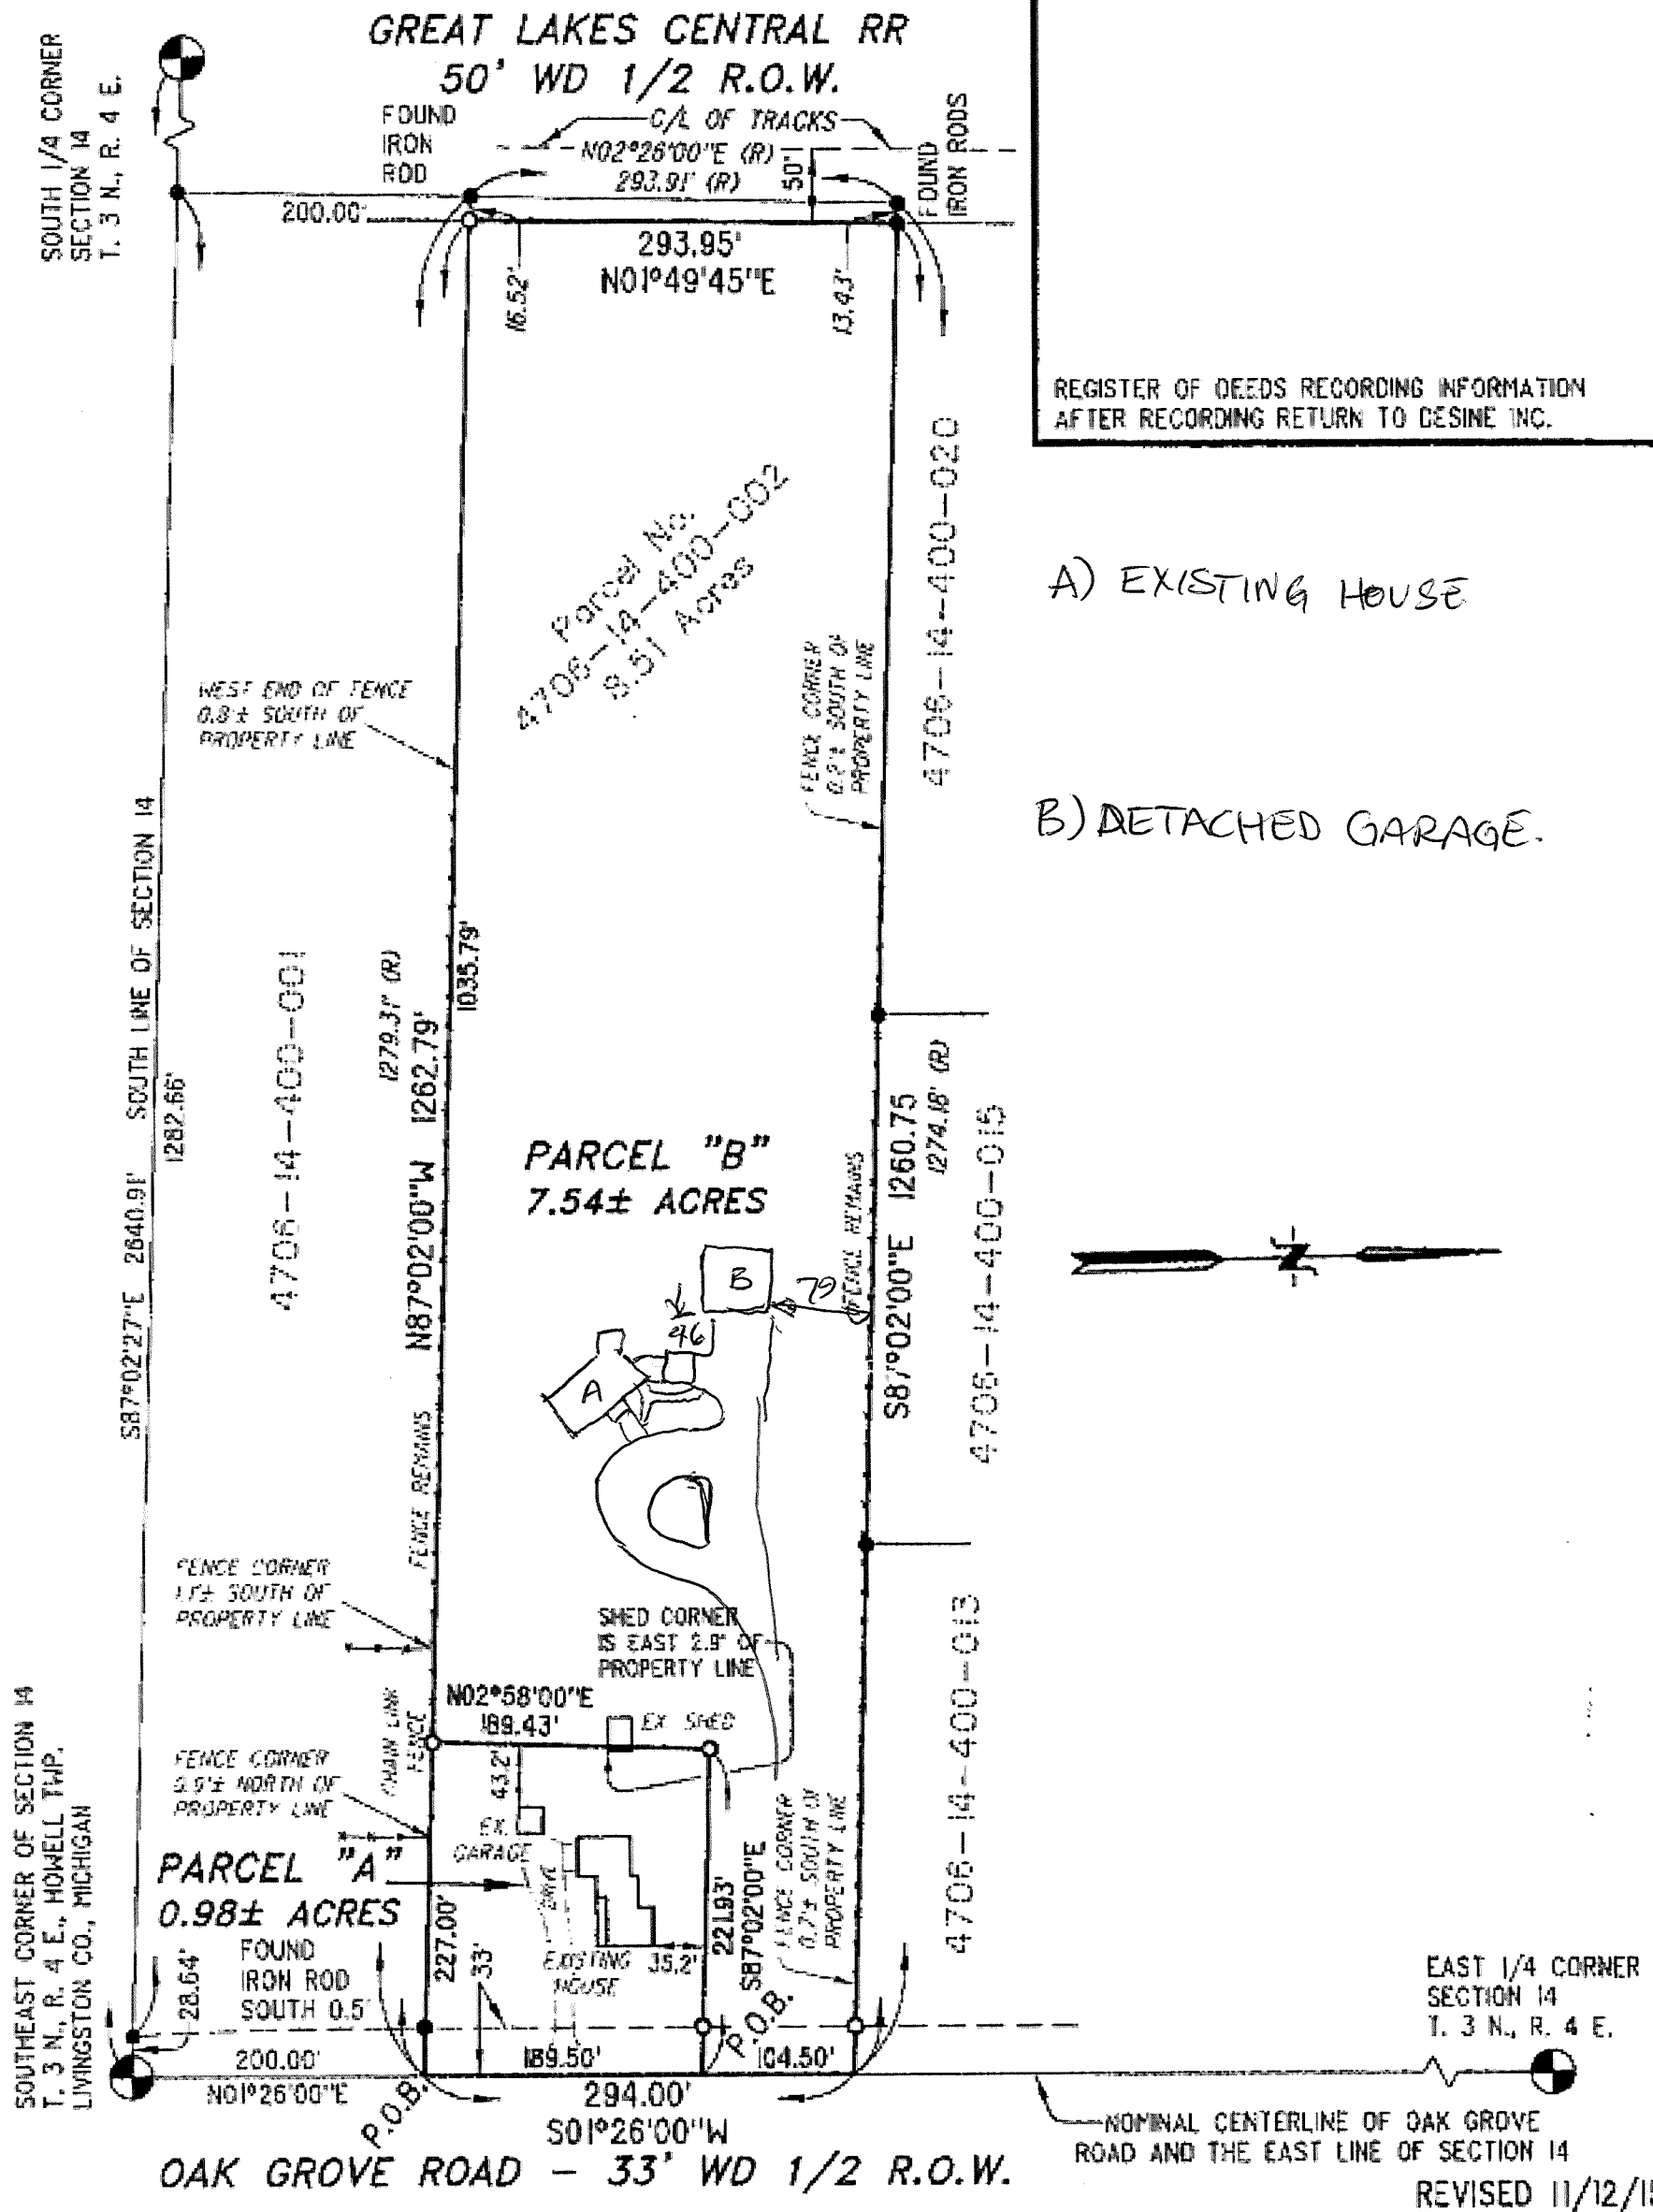 GREAT LAKES CENTRAL RR
50' WD 1/2 R.O.W.
SOUTH 1/4 CORNER
SECTION 14
T. 3 N., R. 4 E.
FOUND
IRON
ROD
C/L OF TRACKS
N02°26'00"E (R)
293.91' (R)
50'
FOUND
IRON RODS
200.00'
293.95'
N01°49'45"E
16.52'
13.43'
REGISTER OF DEEDS RECORDING INFORMATION
AFTER RECORDING RETURN TO DESINE INC.
Parcel No.
4706-14-400-002
8.51 Acres
4706-14-400-020
A) EXISTING HOUSE
B) DETACHED GARAGE.
WEST END OF FENCE
0.8'± SOUTH OF
PROPERTY LINE
FENCE CORNER
SOUTH OF
PROPERTY LINE
S87°02'27"E 2640.91' SOUTH LINE OF SECTION 14
1282.66'
4706-14-400-001
1279.31' (R)
N87°02'00"W 1262.79'
1035.79'
PARCEL "B"
7.54± ACRES
FENCE REMAINS
S87°02'00"E 1260.75
1274.18' (R)
4706-14-400-015
B
79
46
A
N
FENCE REMAINS
FENCE CORNER
SOUTH OF
PROPERTY LINE
SHED CORNER
IS EAST 2.9' OF
PROPERTY LINE
CHAIN LINK
FENCE
N02°58'00"E
189.43'
EX SHED
4706-14-400-013
FENCE CORNER
0.9'± NORTH OF
PROPERTY LINE
43.2'
EX.
GARAGE
DRIVE
PARCEL "A"
0.98± ACRES
EXISTING
HOUSE
35.2'
221.93'
S87°02'00"E
FENCE CORNER
0.7'± SOUTH OF
PROPERTY LINE
SOUTHEAST CORNER OF SECTION 14
T. 3 N., R. 4 E., HOWELL TWP.
LIVINGSTON CO., MICHIGAN
28.64'
FOUND
IRON ROD
SOUTH 0.5'
227.00'
33'
P.O.B.
EAST 1/4 CORNER
SECTION 14
T. 3 N., R. 4 E.
200.00'
N01°26'00"E
P.O.B.
189.50'
104.50'
294.00'
S01°26'00"W
NOMINAL CENTERLINE OF OAK GROVE
ROAD AND THE EAST LINE OF SECTION 14
OAK GROVE ROAD - 33' WD 1/2 R.O.W.
REVISED 11/12/15